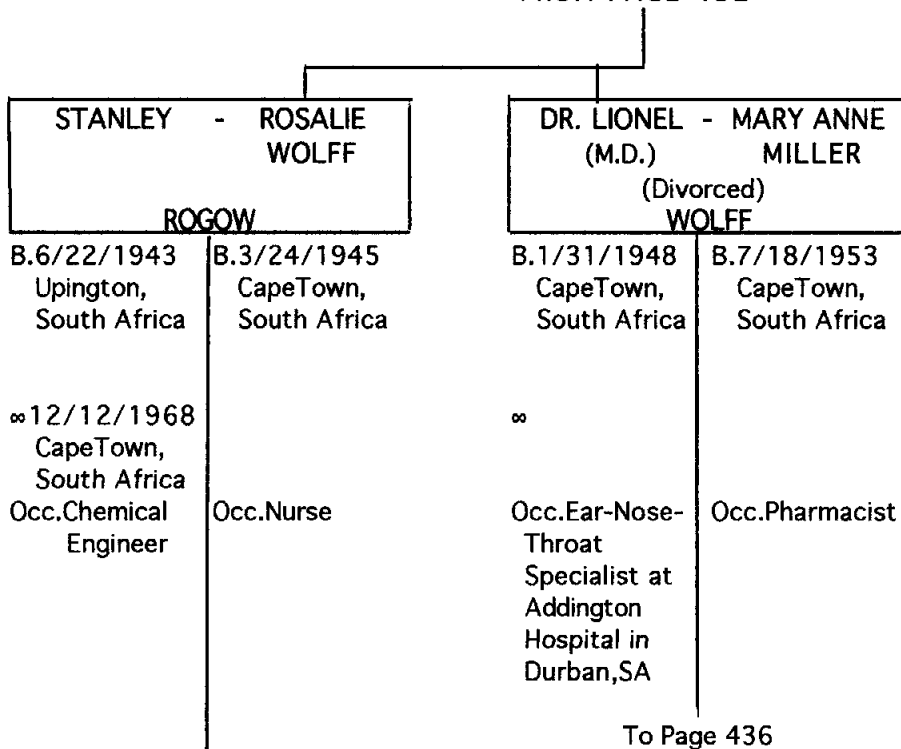 STANLEY - ROSALIE
WOLFF
ROGOW
B.6/22/1943 B.3/24/1945
Upington, CapeTown,
South Africa South Africa
∞12/12/1968
CapeTown,
South Africa
Occ.Chemical Occ.Nurse
Engineer
DR. LIONEL - MARY ANNE
(M.D.) MILLER
(Divorced)
WOLFF
B.1/31/1948 B.7/18/1953
CapeTown, CapeTown,
South Africa South Africa
∞
Occ.Ear-Nose- Occ.Pharmacist
Throat
Specialist at
Addington
Hospital in
Durban,SA
To Page 436